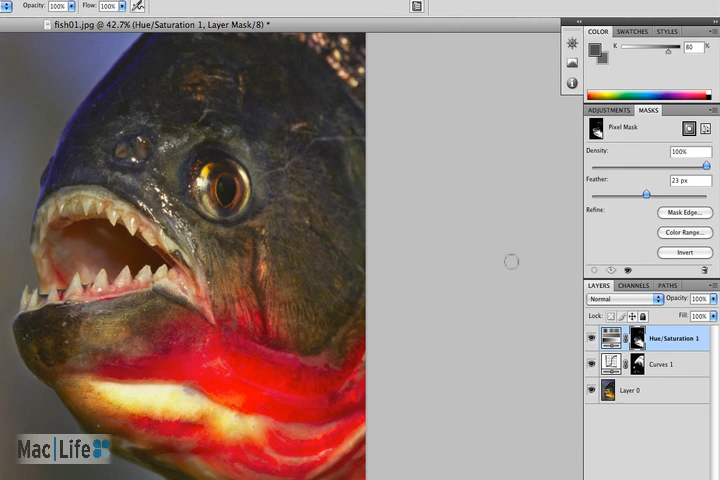 Opacity: 100% Flow: 100%
fish01.jpg @ 42.7% (Hue/Saturation 1, Layer Mask/8) *
COLOR SWATCHES STYLES
K 80 %
ADJUSTMENTS MASKS
Pixel Mask
Density: 100%
Feather: 23 px
Refine: Mask Edge...
Color Range...
Invert
LAYERS CHANNELS PATHS
Normal Opacity: 100%
Lock: Fill: 100%
Hue/Saturation 1
Curves 1
Layer 0
Mac|Life